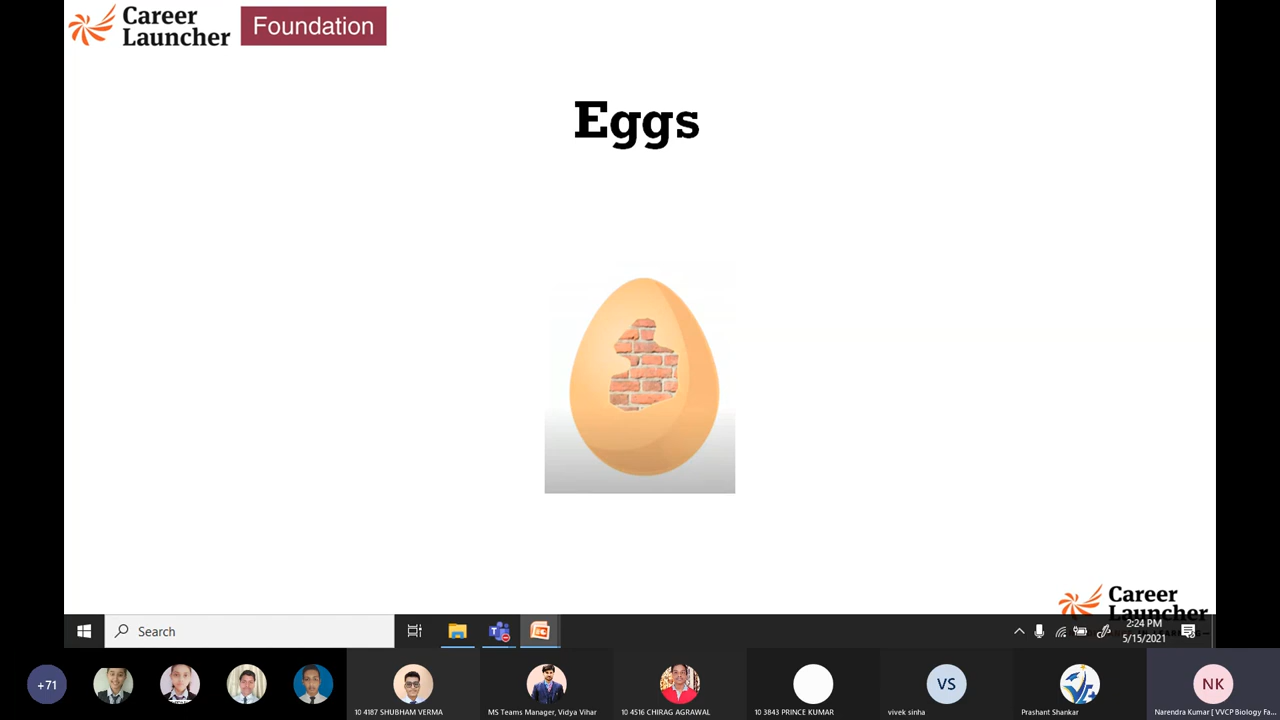 Career
Launcher
Foundation
Eggs
Career
Launcher
Search
2:24 PM
5/15/2021
+71
10 4187 SHUBHAM VERMA
MS Teams Manager, Vidya Vihar
10 4516 CHIRAG AGRAWAL
10 3843 PRINCE KUMAR
VS
vivek sinha
Prashant Shankar
NK
Narendra Kumar [ VVCP Biology Fa...